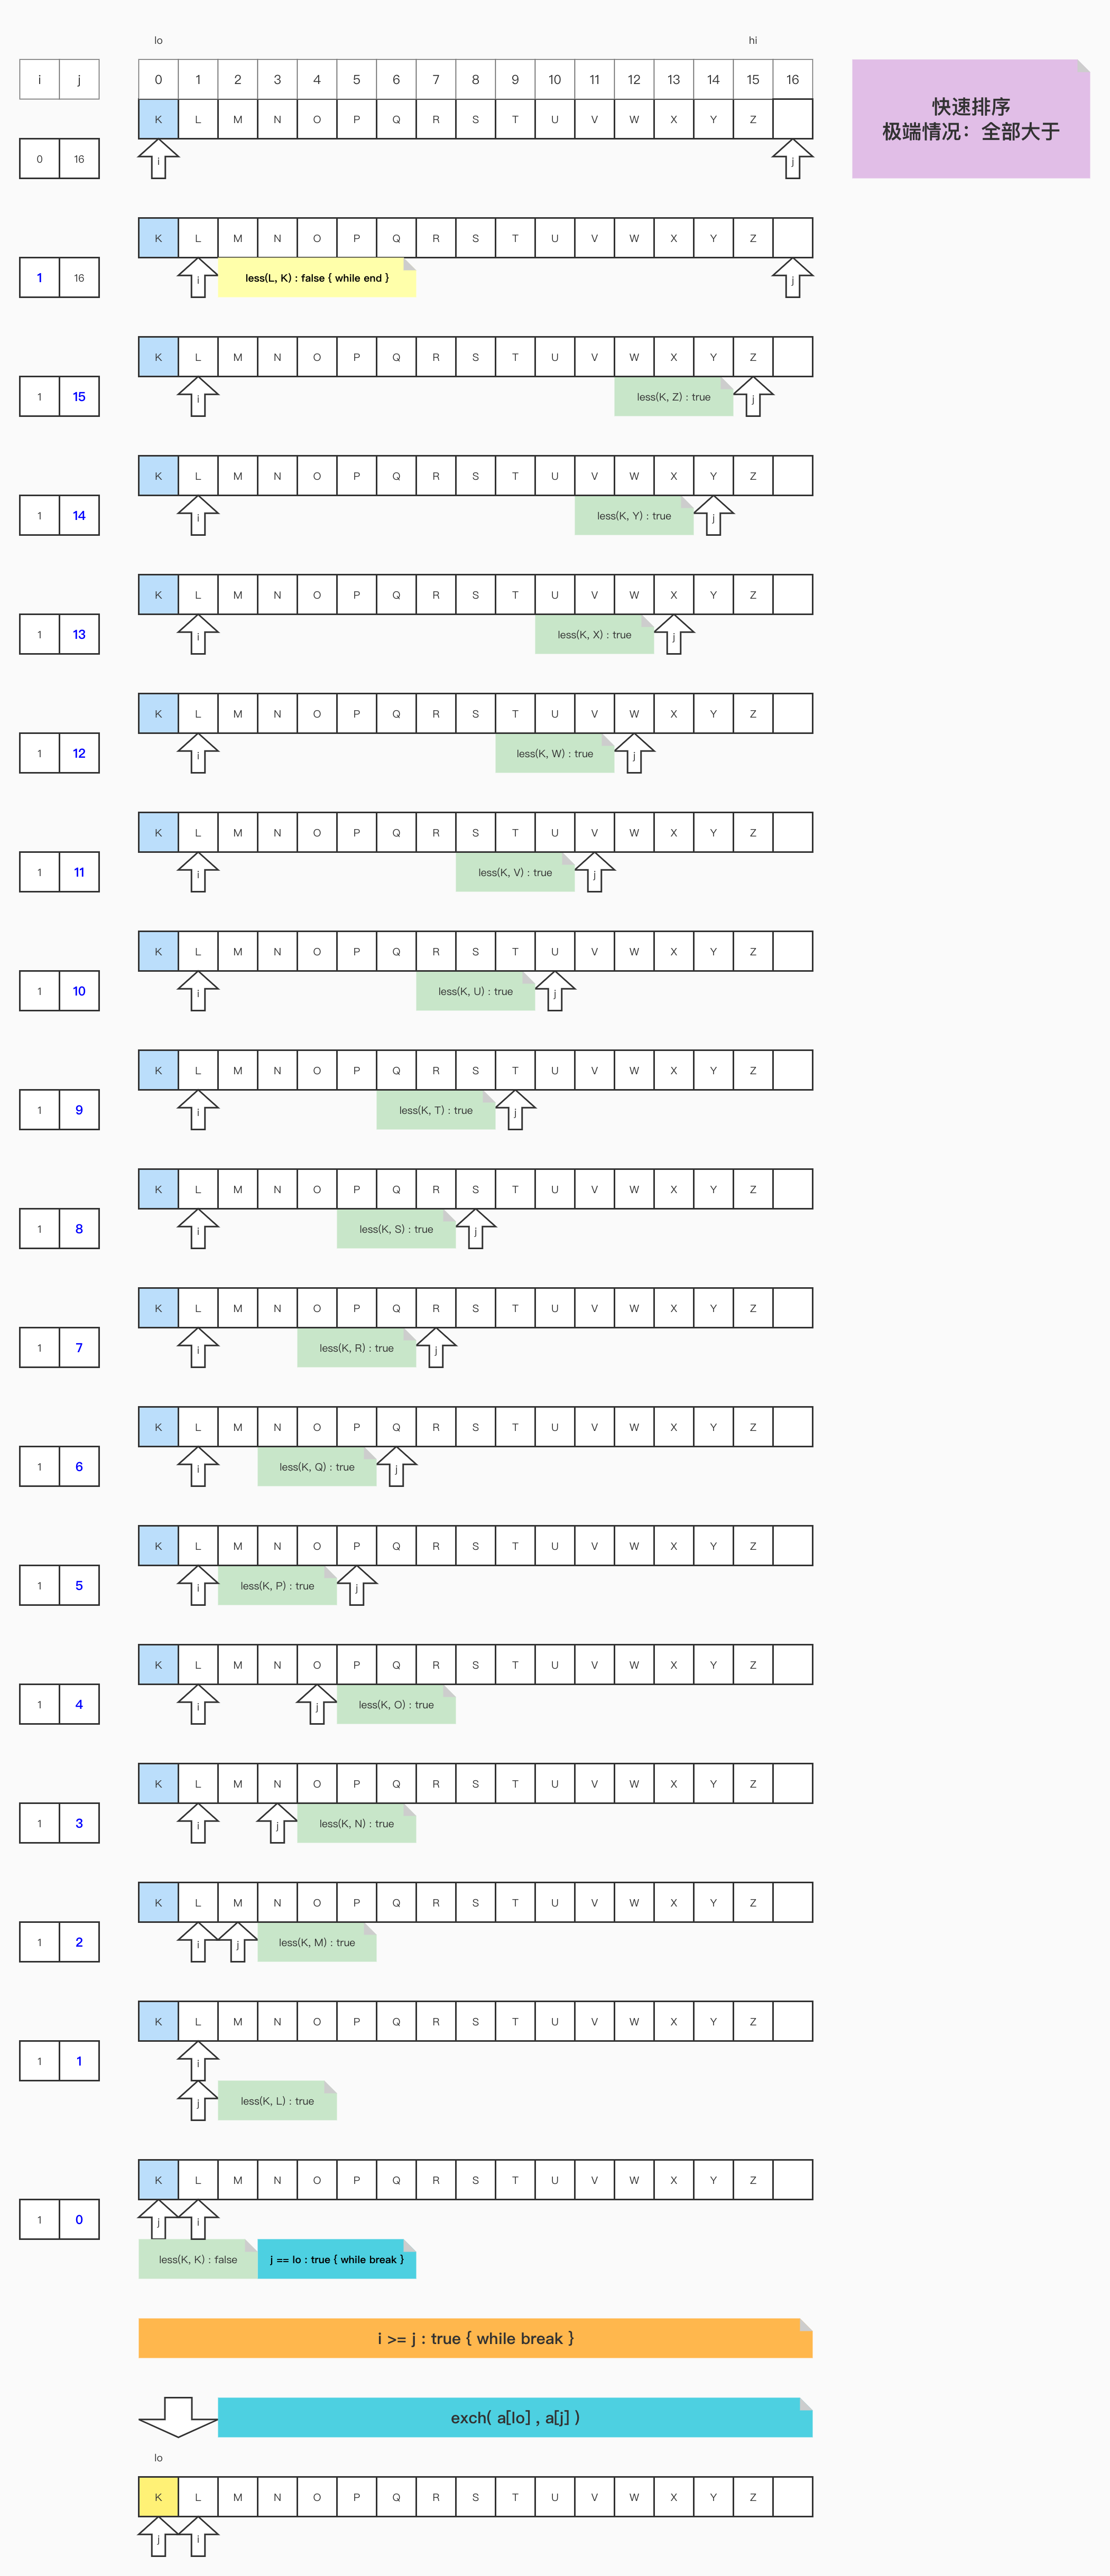 lo hi
i j 0 1 2 3 4 5 6 7 8 9 10 11 12 13 14 15 16
快速排序
极端情况：全部大于
K L M N O P Q R S T U V W X Y Z
0 16 i j
K L M N O P Q R S T U V W X Y Z
1 16 i less(L, K) : false { while end } j
K L M N O P Q R S T U V W X Y Z
1 15 i less(K, Z) : true j
K L M N O P Q R S T U V W X Y Z
1 14 i less(K, Y) : true j
K L M N O P Q R S T U V W X Y Z
1 13 i less(K, X) : true j
K L M N O P Q R S T U V W X Y Z
1 12 i less(K, W) : true j
K L M N O P Q R S T U V W X Y Z
1 11 i less(K, V) : true j
K L M N O P Q R S T U V W X Y Z
1 10 i less(K, U) : true j
K L M N O P Q R S T U V W X Y Z
1 9 i less(K, T) : true j
K L M N O P Q R S T U V W X Y Z
1 8 i less(K, S) : true j
K L M N O P Q R S T U V W X Y Z
1 7 i less(K, R) : true j
K L M N O P Q R S T U V W X Y Z
1 6 i less(K, Q) : true j
K L M N O P Q R S T U V W X Y Z
1 5 i less(K, P) : true j
K L M N O P Q R S T U V W X Y Z
1 4 i j less(K, O) : true
K L M N O P Q R S T U V W X Y Z
1 3 i j less(K, N) : true
K L M N O P Q R S T U V W X Y Z
1 2 i j less(K, M) : true
K L M N O P Q R S T U V W X Y Z
1 1 i
j less(K, L) : true
K L M N O P Q R S T U V W X Y Z
1 0 j i
less(K, K) : false j == lo : true { while break }
i >= j : true { while break }
exch( a[lo] , a[j] )
lo
K L M N O P Q R S T U V W X Y Z
j i